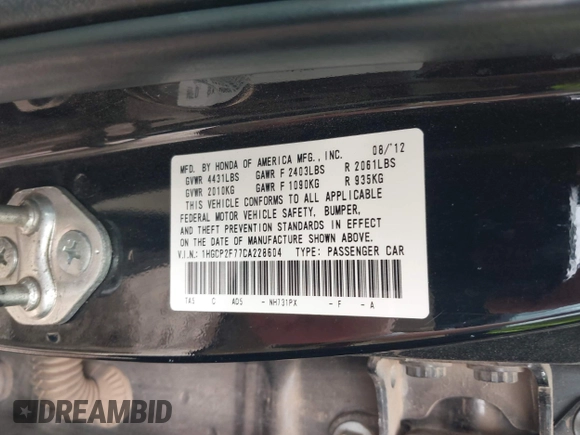 MFD. BY HONDA OF AMERICA MFG., INC. 08/'12
GVWR 4431LBS GAWR F 2403LBS R 2061LBS
GVWR 2010KG GAWR F 1090KG R 935KG
THIS VEHICLE CONFORMS TO ALL APPLICABLE
FEDERAL MOTOR VEHICLE SAFETY, BUMPER,
AND THEFT PREVENTION STANDARDS IN EFFECT
ON THE DATE OF MANUFACTURE SHOWN ABOVE.
V.I.N.: 1HGCP2F77CA228604 TYPE: PASSENGER CAR
TA5 C AD5 - NH731PX - F - A
DREAMBID